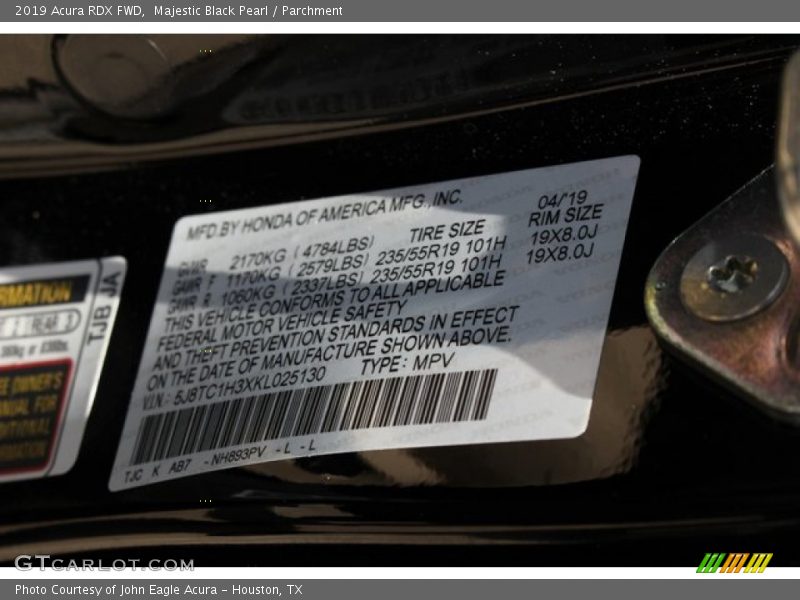 2019 Acura RDX FWD,  Majestic Black Pearl / Parchment
MFD.BY HONDA OF AMERICA MFG.,INC. 04/'19
GVWR 2170KG ( 4784LBS) TIRE SIZE RIM SIZE
GAWR F 1170KG ( 2579LBS) 235/55R19 101H 19X8.0J
GAWR R 1060KG ( 2337LBS) 235/55R19 101H 19X8.0J
THIS VEHICLE CONFORMS TO ALL APPLICABLE
FEDERAL MOTOR VEHICLE SAFETY
AND THEFT PREVENTION STANDARDS IN EFFECT
ON THE DATE OF MANUFACTURE SHOWN ABOVE.
V.I.N.: 5J8TC1H3XKL025130 TYPE: MPV
TJC K AB7 -NH893PV -L -L
RMATION
REAR
TJB JA
OWNER'S
FOR
GTCARLOT.COM
Photo Courtesy of John Eagle Acura - Houston, TX